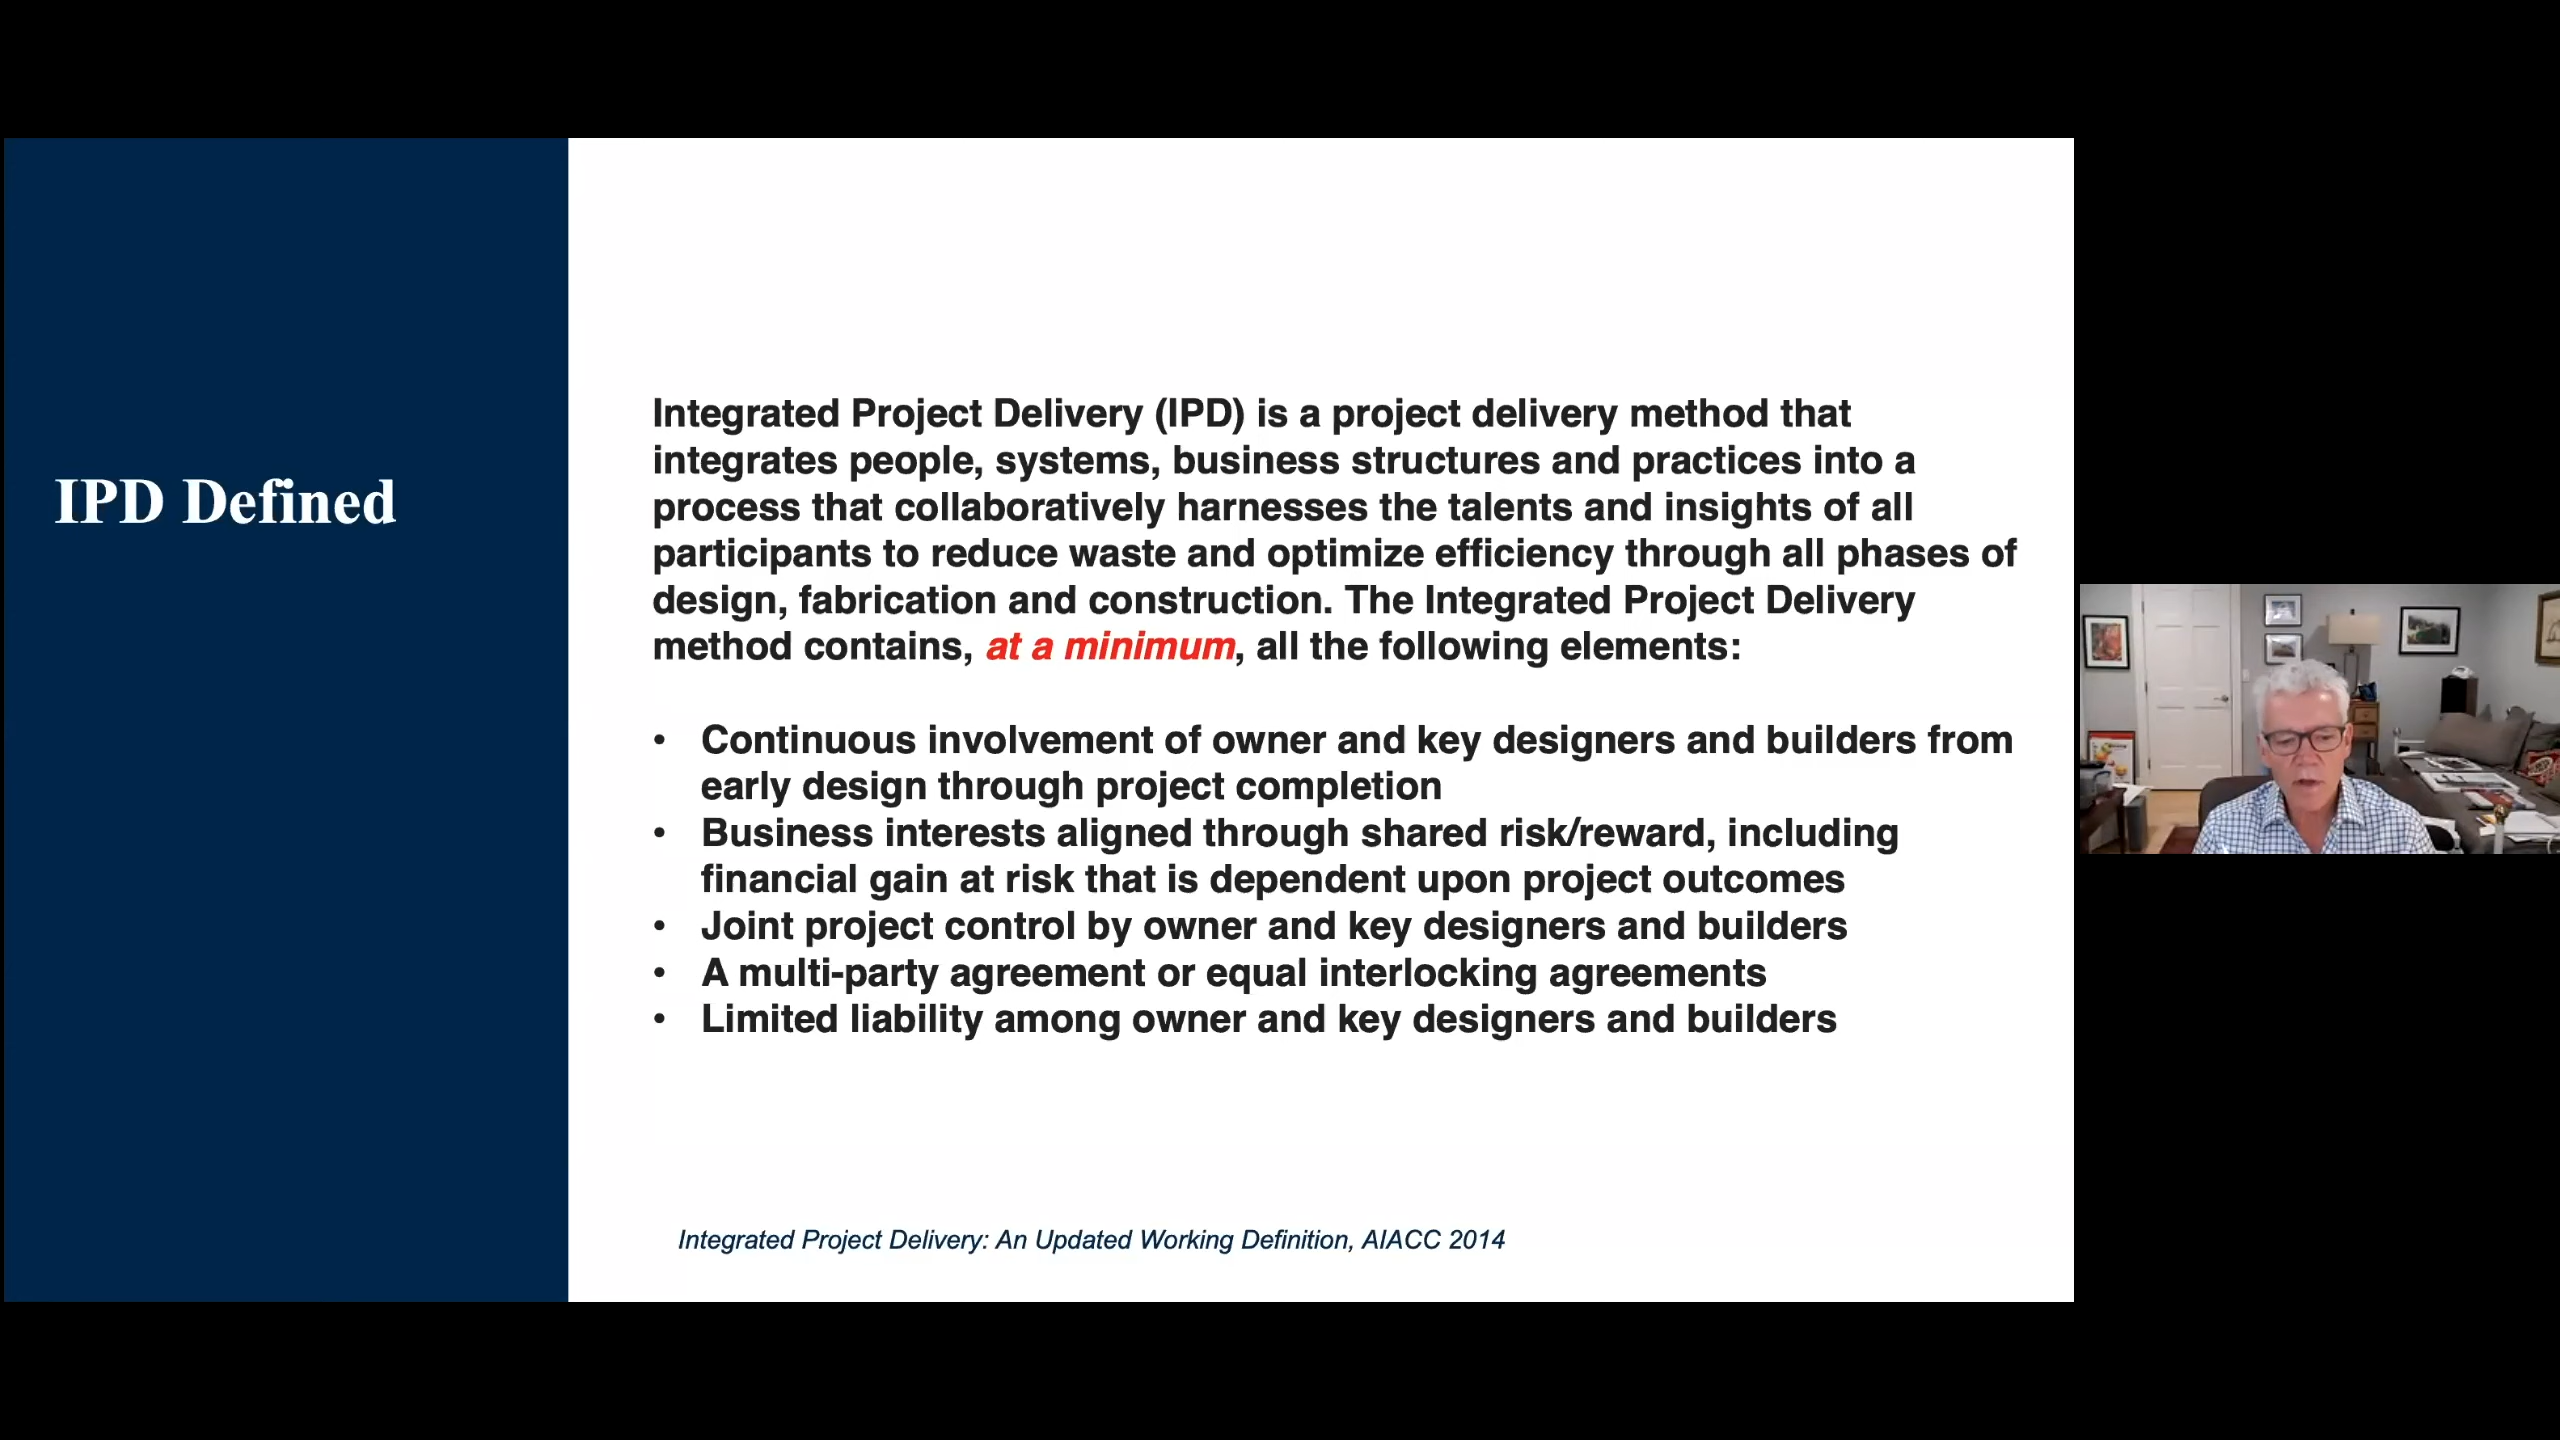 IPD Defined
Integrated Project Delivery (IPD) is a project delivery method that
integrates people, systems, business structures and practices into a
process that collaboratively harnesses the talents and insights of all
participants to reduce waste and optimize efficiency through all phases of
design, fabrication and construction. The Integrated Project Delivery
method contains, at a minimum, all the following elements:
• Continuous involvement of owner and key designers and builders from
early design through project completion
• Business interests aligned through shared risk/reward, including
financial gain at risk that is dependent upon project outcomes
• Joint project control by owner and key designers and builders
• A multi-party agreement or equal interlocking agreements
• Limited liability among owner and key designers and builders
Integrated Project Delivery: An Updated Working Definition, AIACC 2014